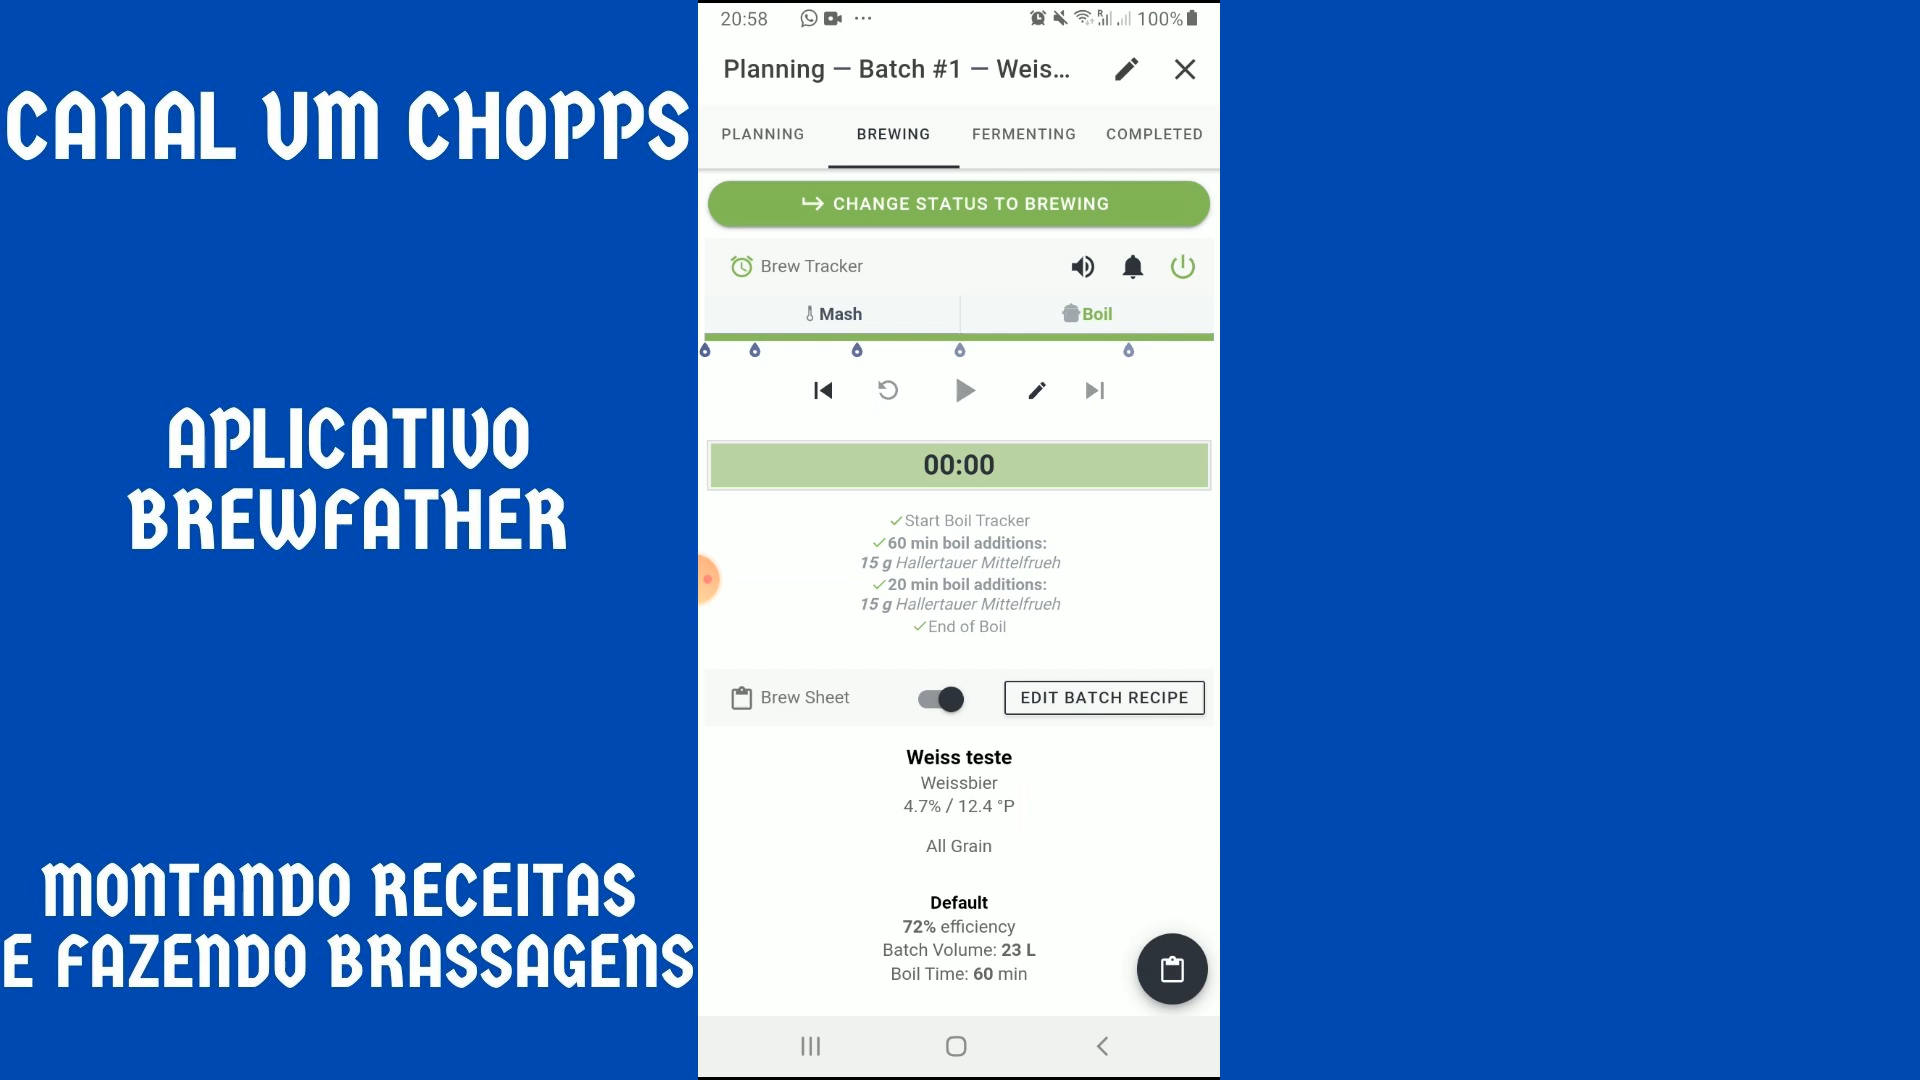 CANAL UM CHOPPS
APLICATIVO
BREWFATHER
MONTANDO RECEITAS
E FAZENDO BRASSAGENS
20:58
R
100%
Planning — Batch #1 — Weis...
PLANNING
BREWING
FERMENTING
COMPLETED
CHANGE STATUS TO BREWING
Brew Tracker
Mash
Boil
00:00
Start Boil Tracker
60 min boil additions:
15 g Hallertauer Mittelfrueh
20 min boil additions:
15 g Hallertauer Mittelfrueh
End of Boil
Brew Sheet
EDIT BATCH RECIPE
Weiss teste
Weissbier
4.7% / 12.4 °P
All Grain
Default
72% efficiency
Batch Volume: 23 L
Boil Time: 60 min